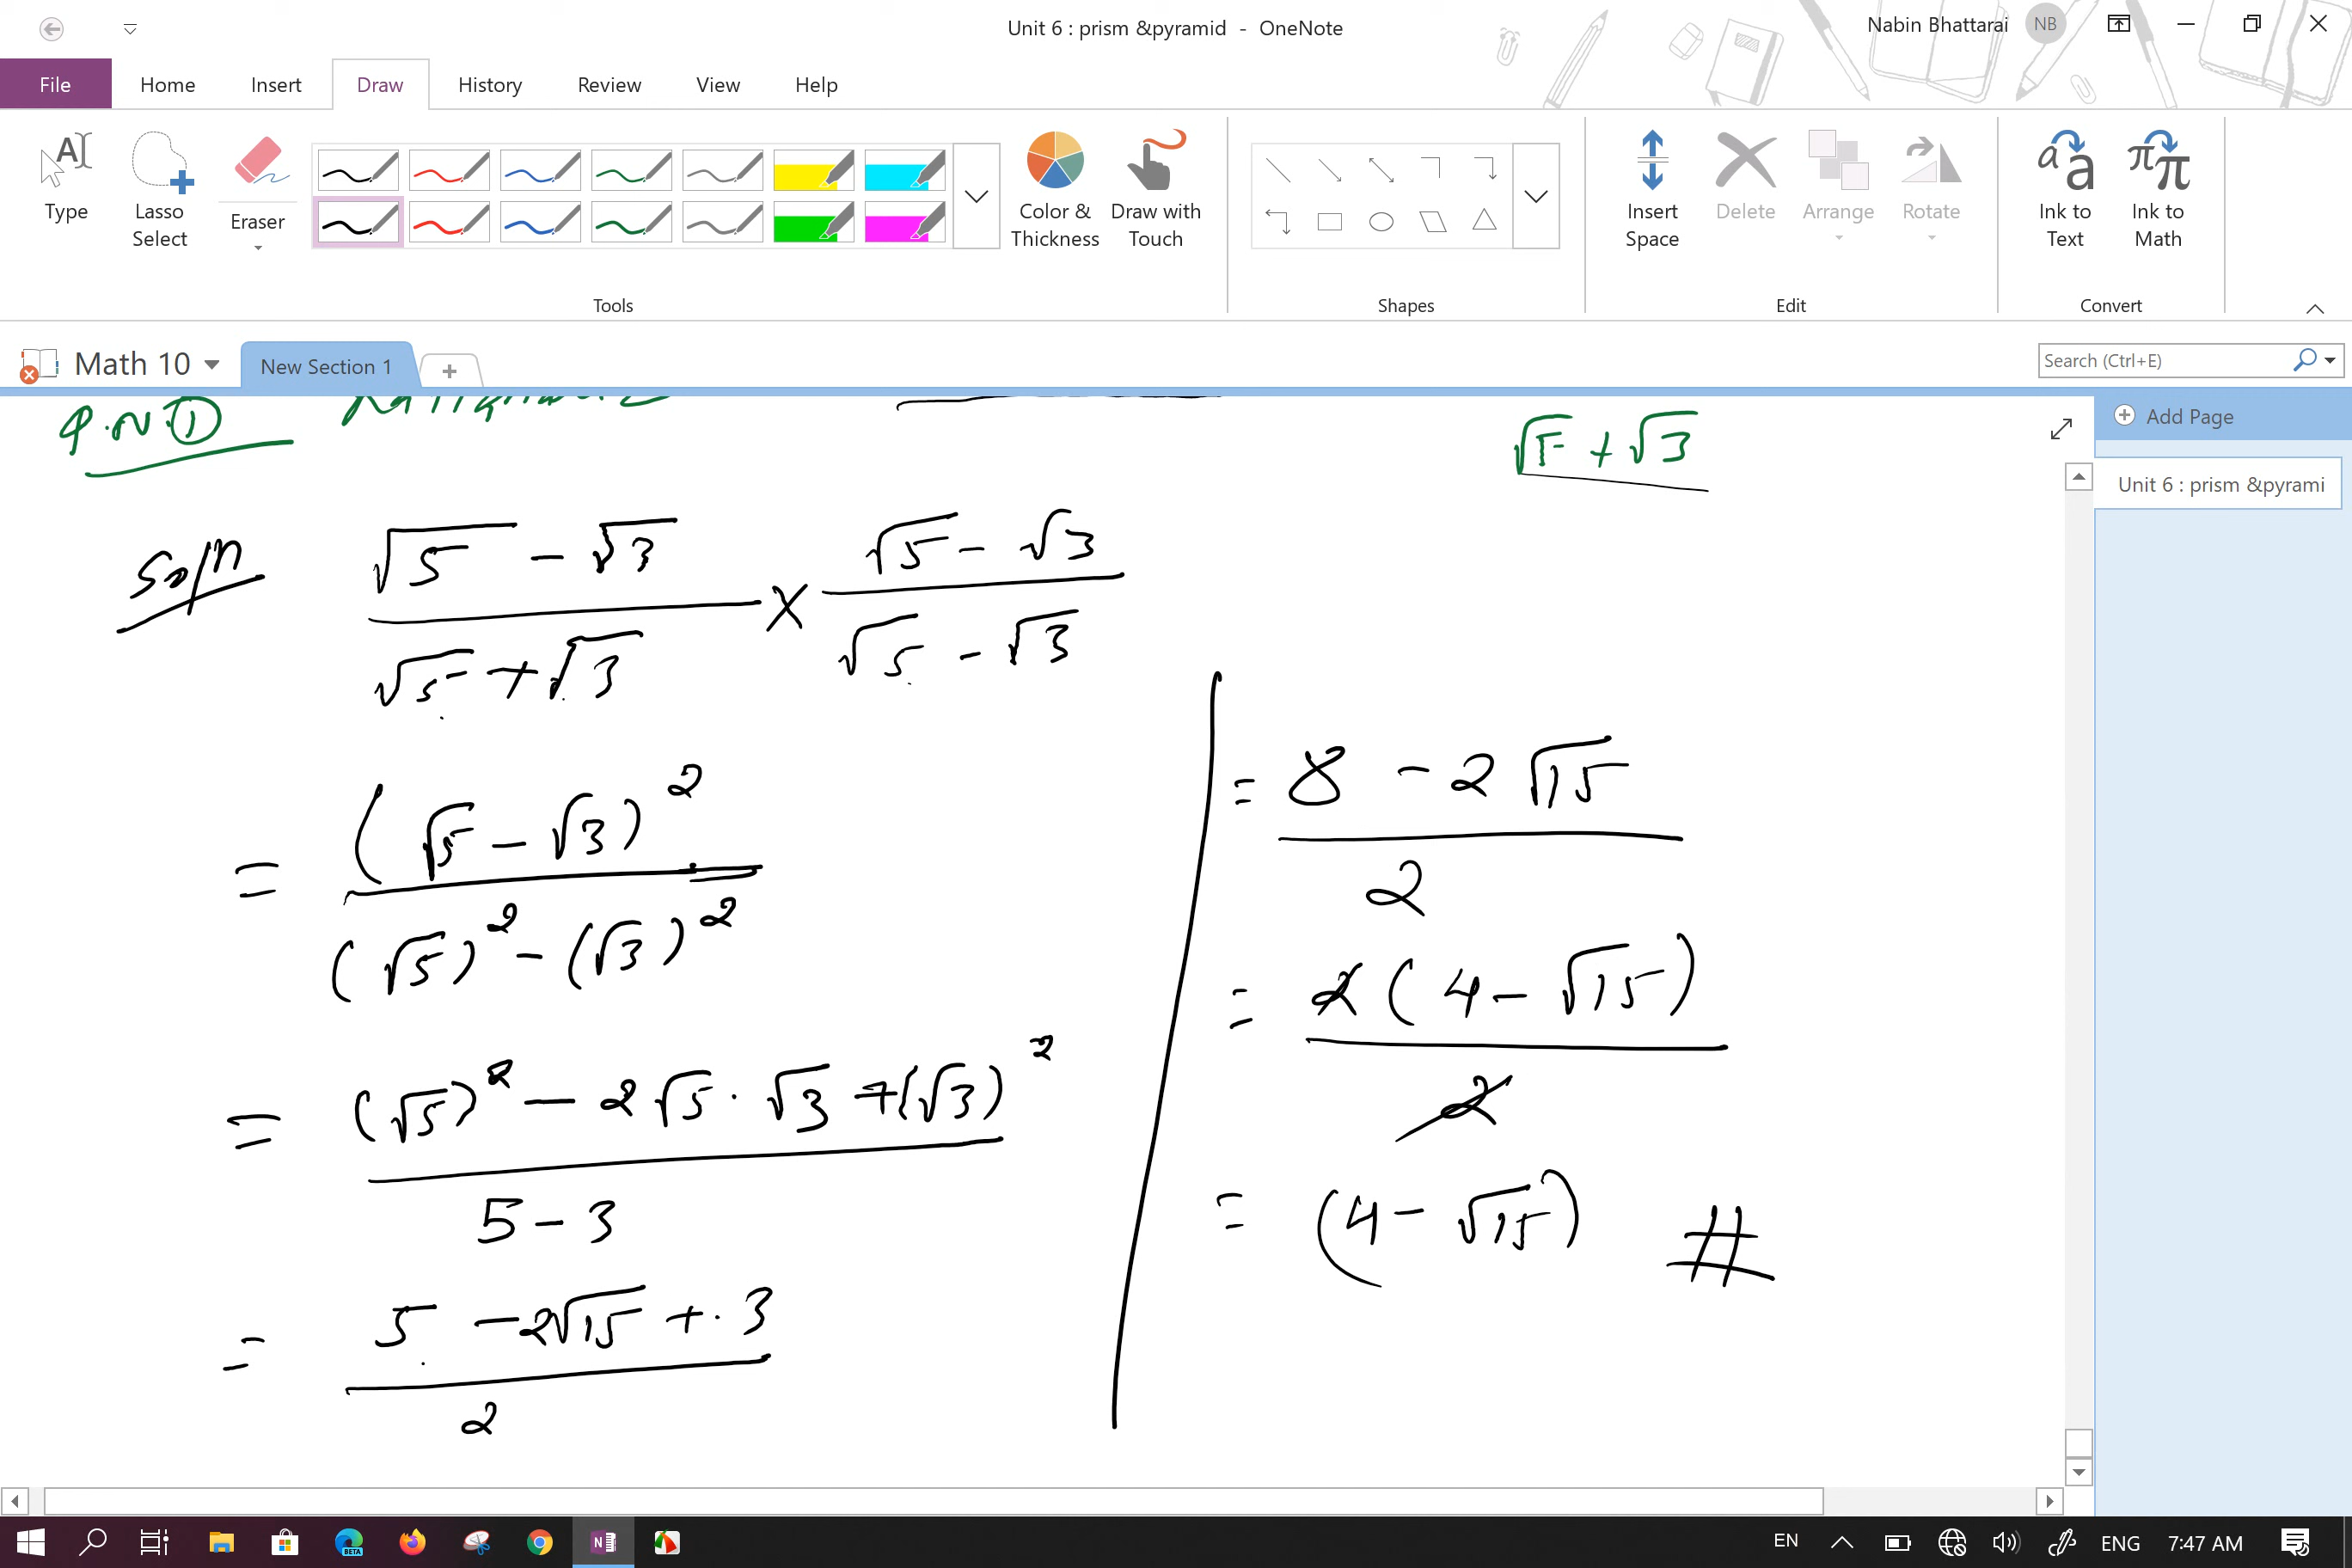 Unit 6 : prism &pyramid - OneNote
Nabin Bhattarai NB
File Home Insert Draw History Review View Help
Type
Lasso Select
Eraser
Color & Thickness
Draw with Touch
Insert Space
Delete
Arrange
Rotate
Ink to Text
Ink to Math
Tools
Shapes
Edit
Convert
Math 10
New Section 1
Search (Ctrl+E)
Add Page
Unit 6 : prism &pyrami
Q.N ①
√5 + √3
Soln
(√5 - √3)/(√5 + √3) × (√5 - √3)/(√5 - √3)
= (√5 - √3)²/((√5)² - (√3)²)
= ((√5)² - 2√5 · √3 + (√3)²)/(5 - 3)
= (5 - 2√15 + 3)/2
= (8 - 2√15)/2
= 2(4 - √15)/2
= (4 - √15) #
EN ENG 7:47 AM